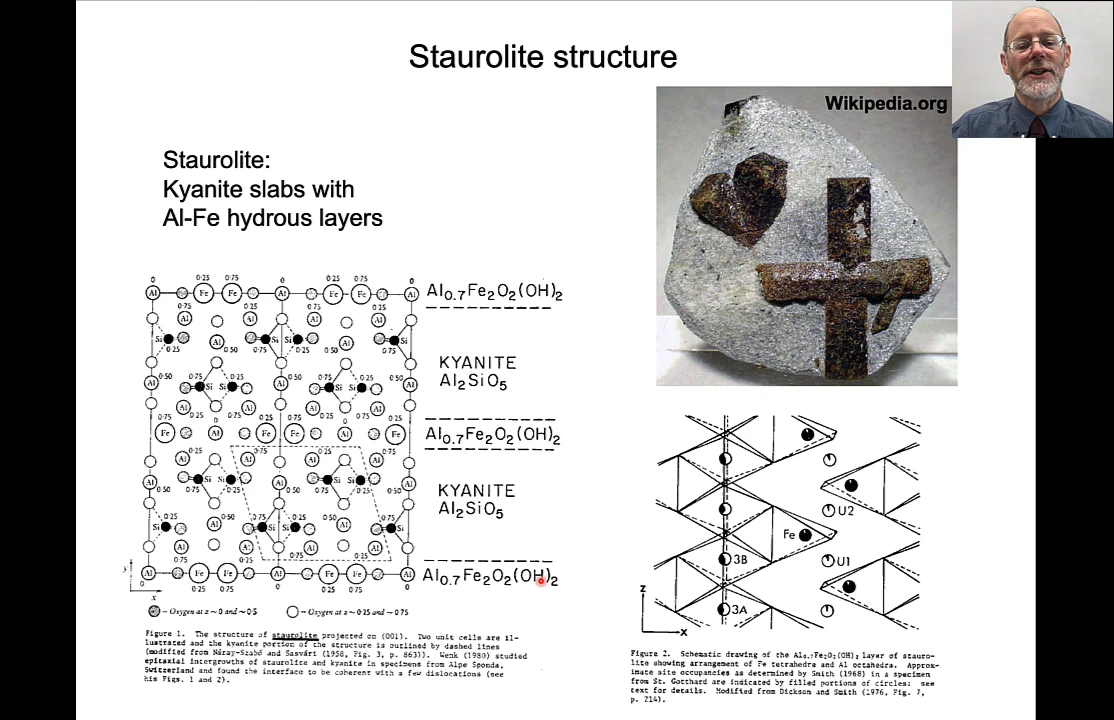 Staurolite structure
Wikipedia.org
Staurolite:
Kyanite slabs with
Al-Fe hydrous layers
Al0.7Fe2O2(OH)2
KYANITE
Al2SiO5
Al0.7Fe2O2(OH)2
KYANITE
Al2SiO5
Al0.7Fe2O2(OH)2
y
x
- Oxygen at z ~ 0 and ~ 0·5
- Oxygen at z ~ 0·25 and ~ 0·75
Figure 1. The structure of staurolite projected on (001). Two unit cells are il-
lustrated and the kyanite portion of the structure is outlined by dashed lines
(modified from Náray-Szabó and Sasvári (1958, Fig. 3, p. 863)). Wenk (1980) studied
epitaxial intergrowths of staurolite and kyanite in specimens from Alpe Sponda,
Switzerland and found the interface to be coherent with a few dislocations (see
his Figs. 1 and 2).
U2
Fe
U1
3B
3A
z
x
Figure 2. Schematic drawing of the Al0.7Fe2O2(OH)2 layer of stauro-
lite showing arrangement of Fe tetrahedra and Al octahedra. Approx-
imate site occupancies as determined by Smith (1968) in a specimen
from St. Gotthard are indicated by filled portions of circles: see
text for details. Modified from Dickson and Smith (1976, Fig. 7,
p. 214).